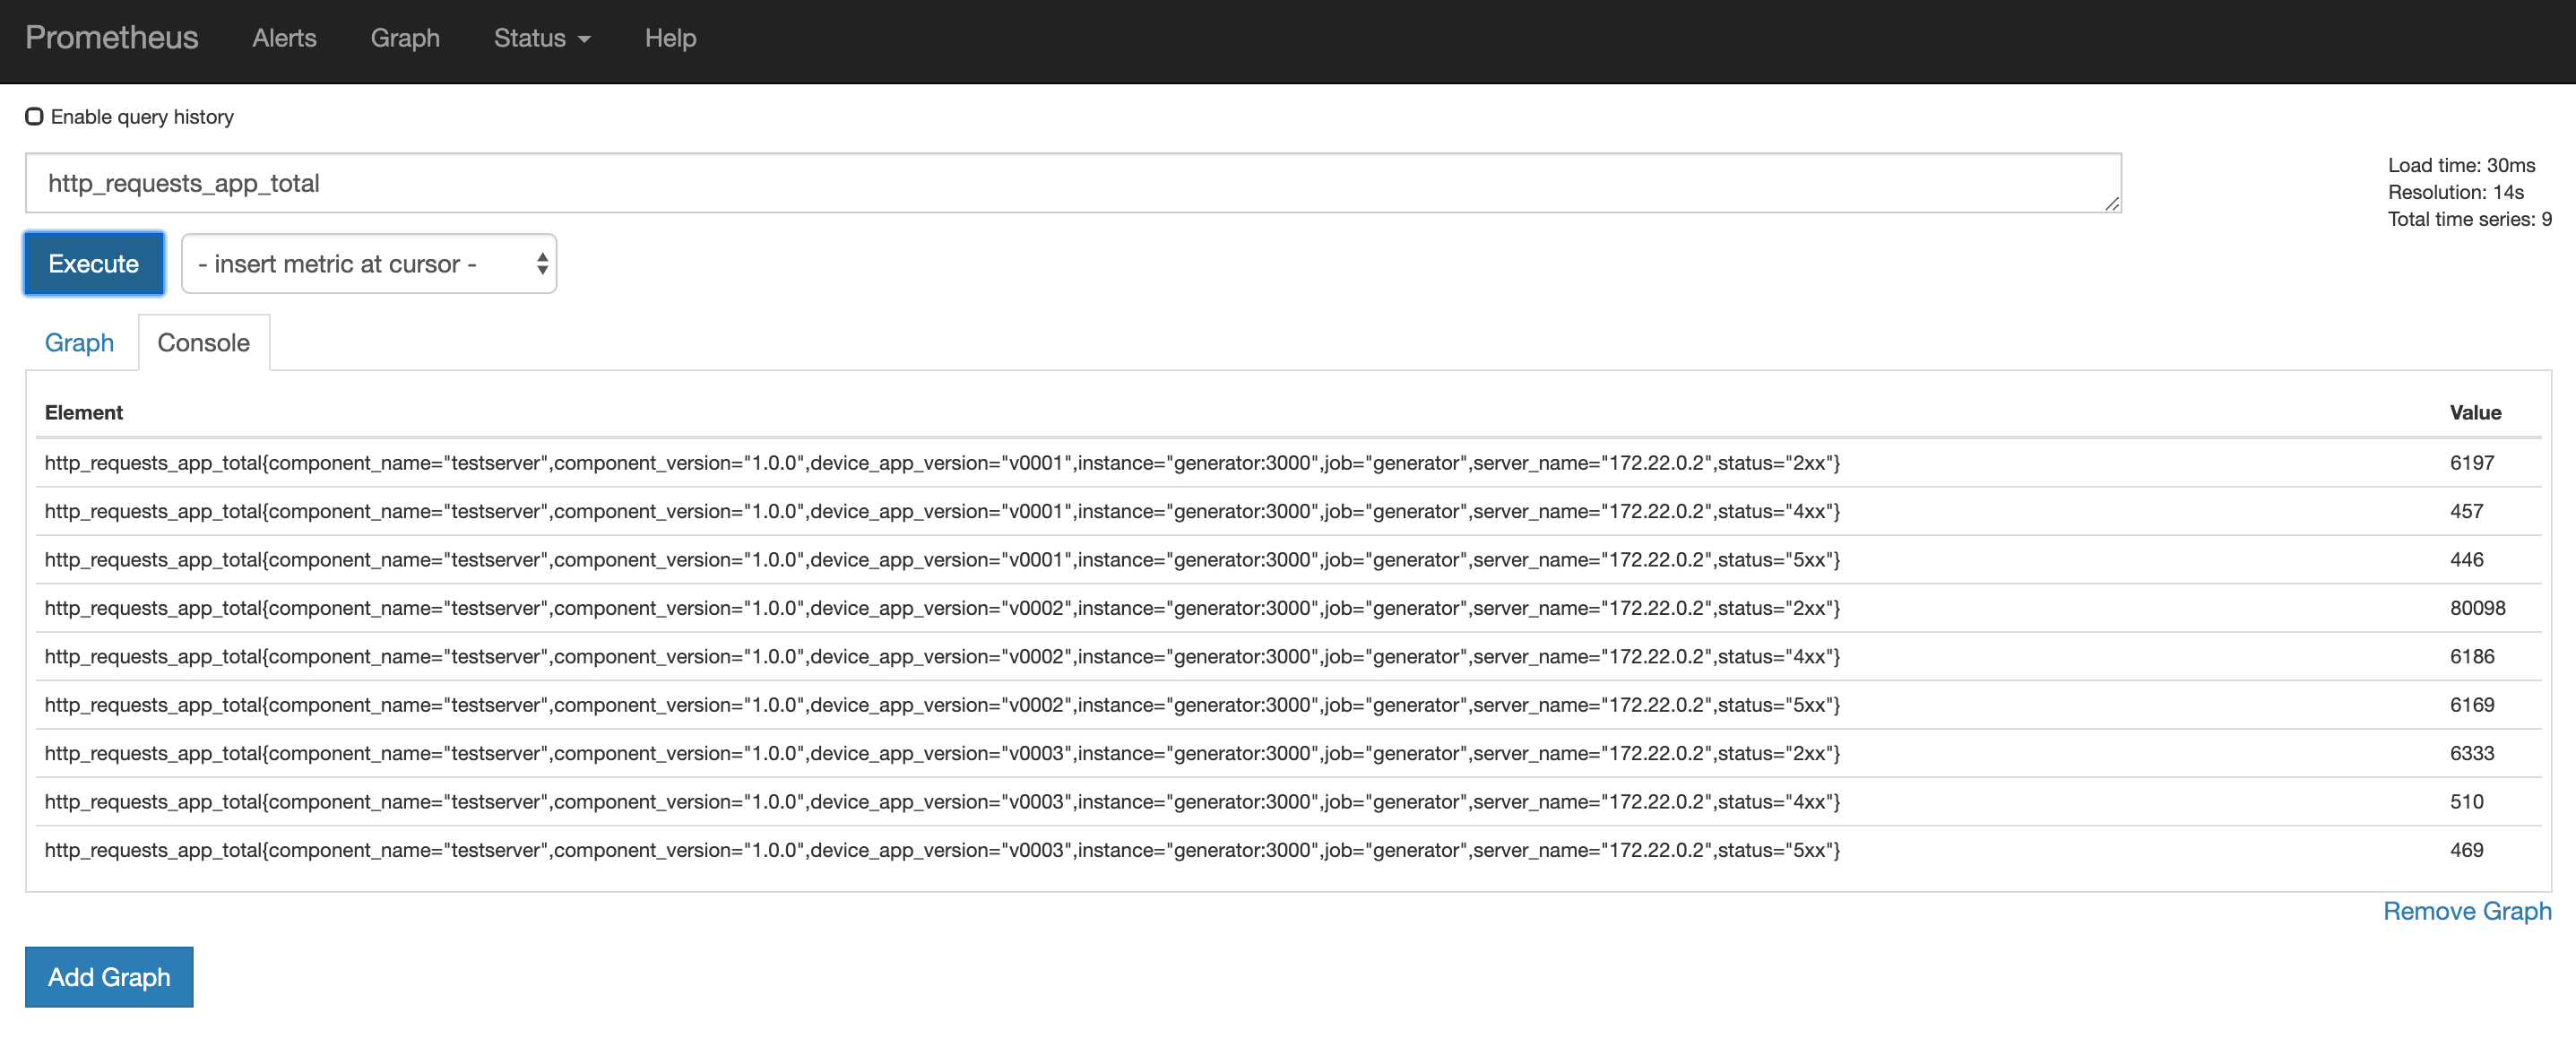 Prometheus Alerts Graph Status Help
Enable query history
http_requests_app_total
Load time: 30ms
Resolution: 14s
Total time series: 9
Execute - insert metric at cursor -
Graph Console
Element Value
http_requests_app_total{component_name="testserver",component_version="1.0.0",device_app_version="v0001",instance="generator:3000",job="generator",server_name="172.22.0.2",status="2xx"} 6197
http_requests_app_total{component_name="testserver",component_version="1.0.0",device_app_version="v0001",instance="generator:3000",job="generator",server_name="172.22.0.2",status="4xx"} 457
http_requests_app_total{component_name="testserver",component_version="1.0.0",device_app_version="v0001",instance="generator:3000",job="generator",server_name="172.22.0.2",status="5xx"} 446
http_requests_app_total{component_name="testserver",component_version="1.0.0",device_app_version="v0002",instance="generator:3000",job="generator",server_name="172.22.0.2",status="2xx"} 80098
http_requests_app_total{component_name="testserver",component_version="1.0.0",device_app_version="v0002",instance="generator:3000",job="generator",server_name="172.22.0.2",status="4xx"} 6186
http_requests_app_total{component_name="testserver",component_version="1.0.0",device_app_version="v0002",instance="generator:3000",job="generator",server_name="172.22.0.2",status="5xx"} 6169
http_requests_app_total{component_name="testserver",component_version="1.0.0",device_app_version="v0003",instance="generator:3000",job="generator",server_name="172.22.0.2",status="2xx"} 6333
http_requests_app_total{component_name="testserver",component_version="1.0.0",device_app_version="v0003",instance="generator:3000",job="generator",server_name="172.22.0.2",status="4xx"} 510
http_requests_app_total{component_name="testserver",component_version="1.0.0",device_app_version="v0003",instance="generator:3000",job="generator",server_name="172.22.0.2",status="5xx"} 469
Remove Graph
Add Graph